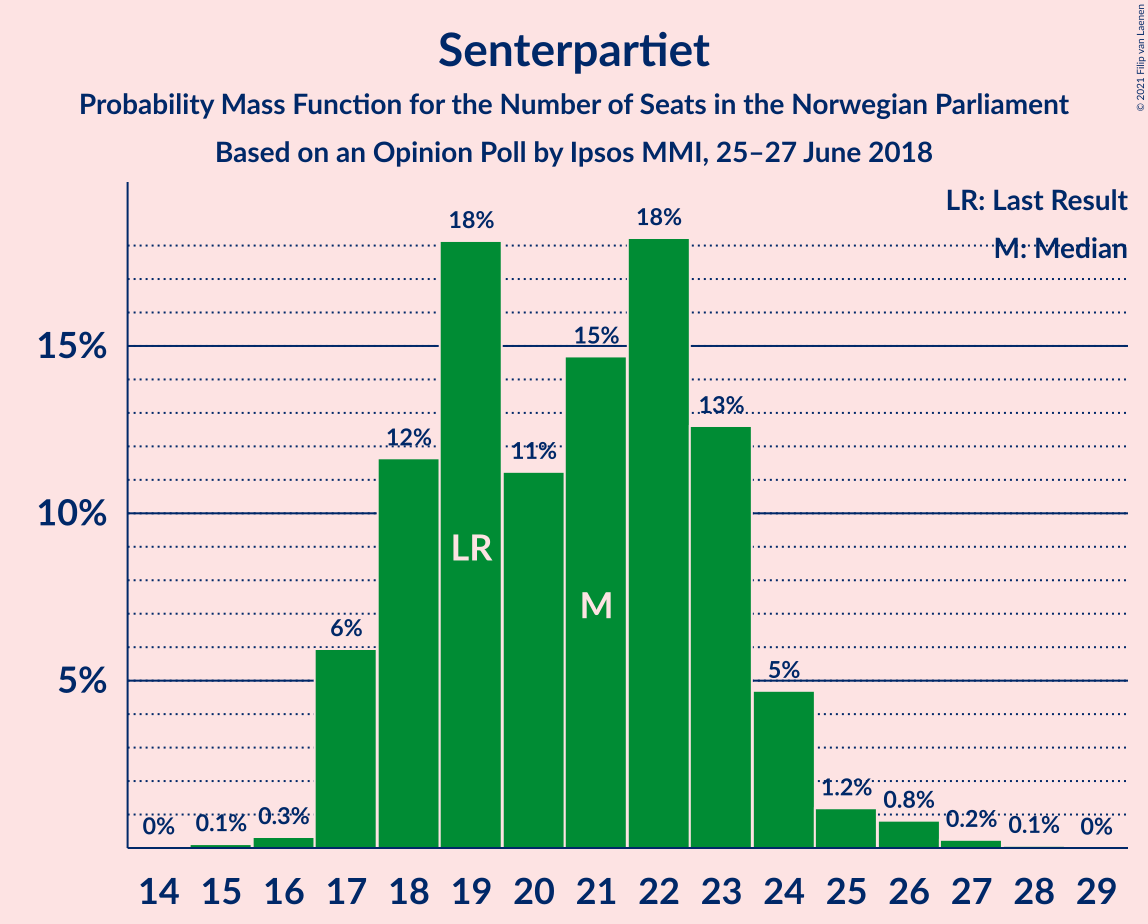 Senterpartiet
Probability Mass Function for the Number of Seats in the Norwegian Parliament
Based on an Opinion Poll by Ipsos MMI, 25–27 June 2018
© 2021 Filip van Laenen
LR: Last Result
M: Median
15%
10%
5%
0%
0.1%
0.3%
6%
12%
18%
11%
15%
18%
13%
5%
1.2%
0.8%
0.2%
0.1%
0%
LR
M
14 15 16 17 18 19 20 21 22 23 24 25 26 27 28 29